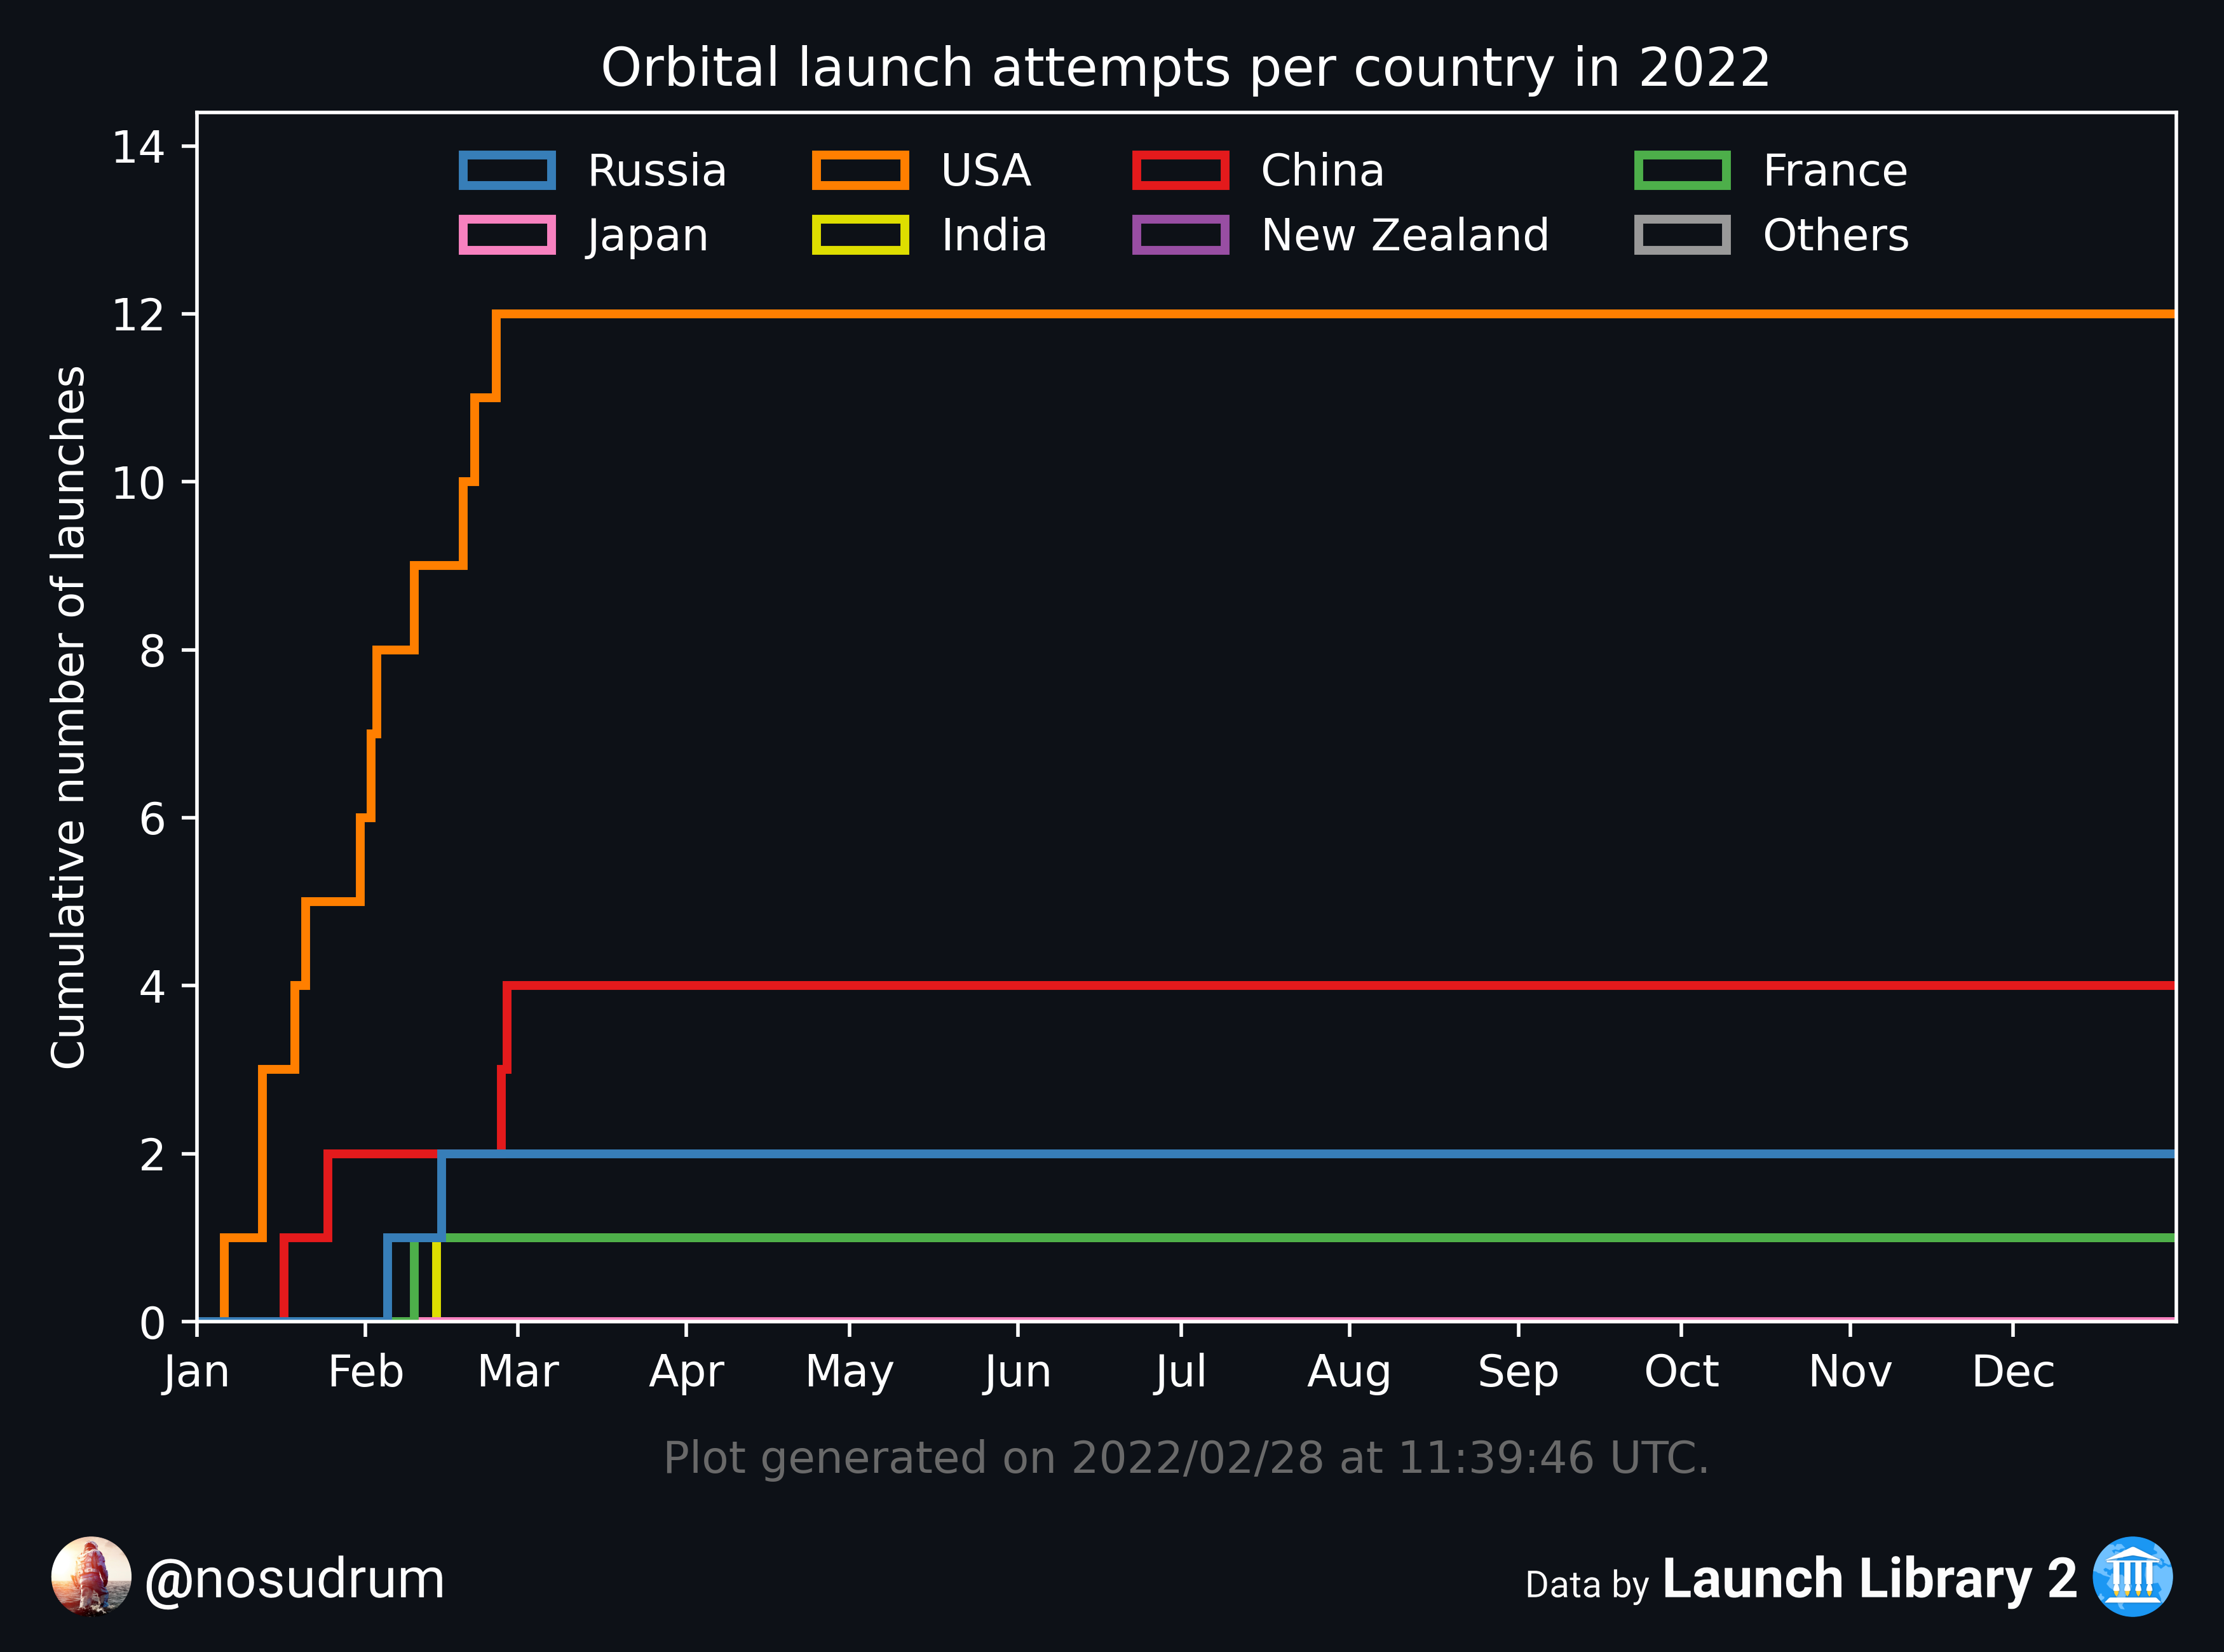 Orbital launch attempts per country in 2022
Russia USA China France
Japan India New Zealand Others
Cumulative number of launches
14
12
10
8
6
4
2
0
Jan Feb Mar Apr May Jun Jul Aug Sep Oct Nov Dec
Plot generated on 2022/02/28 at 11:39:46 UTC.
@nosudrum
Data by Launch Library 2